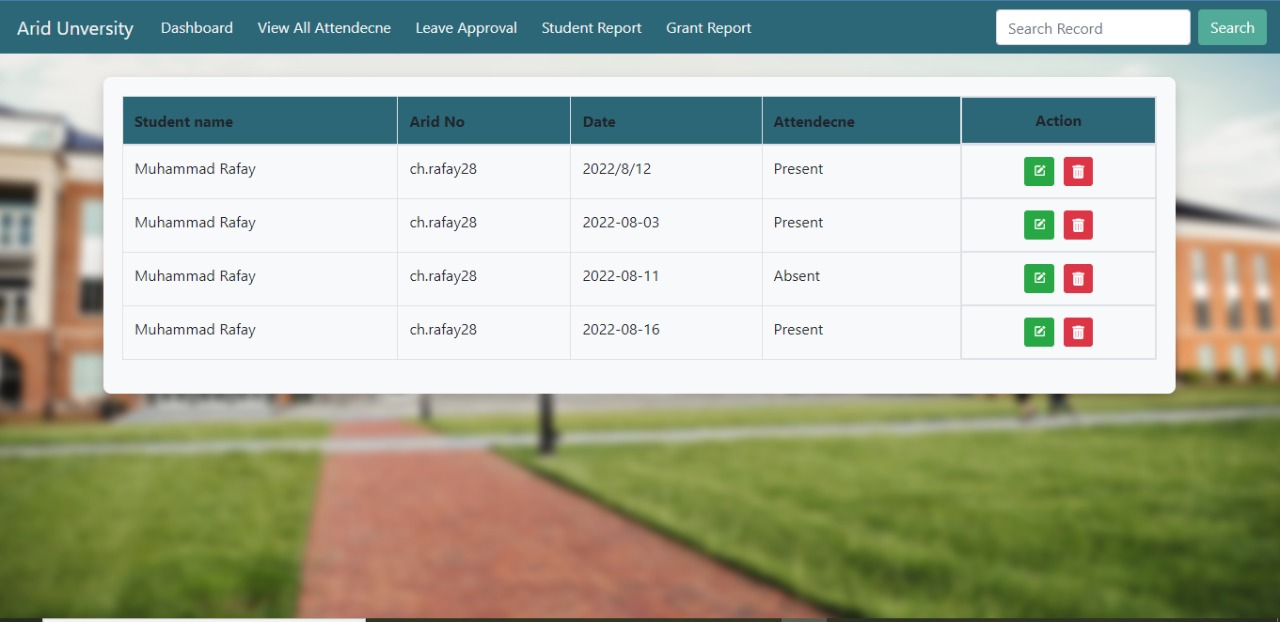 Arid Unversity Dashboard View All Attendecne Leave Approval Student Report Grant Report Search Record Search
Student name Arid No Date Attendecne Action
Muhammad Rafay ch.rafay28 2022/8/12 Present
Muhammad Rafay ch.rafay28 2022-08-03 Present
Muhammad Rafay ch.rafay28 2022-08-11 Absent
Muhammad Rafay ch.rafay28 2022-08-16 Present